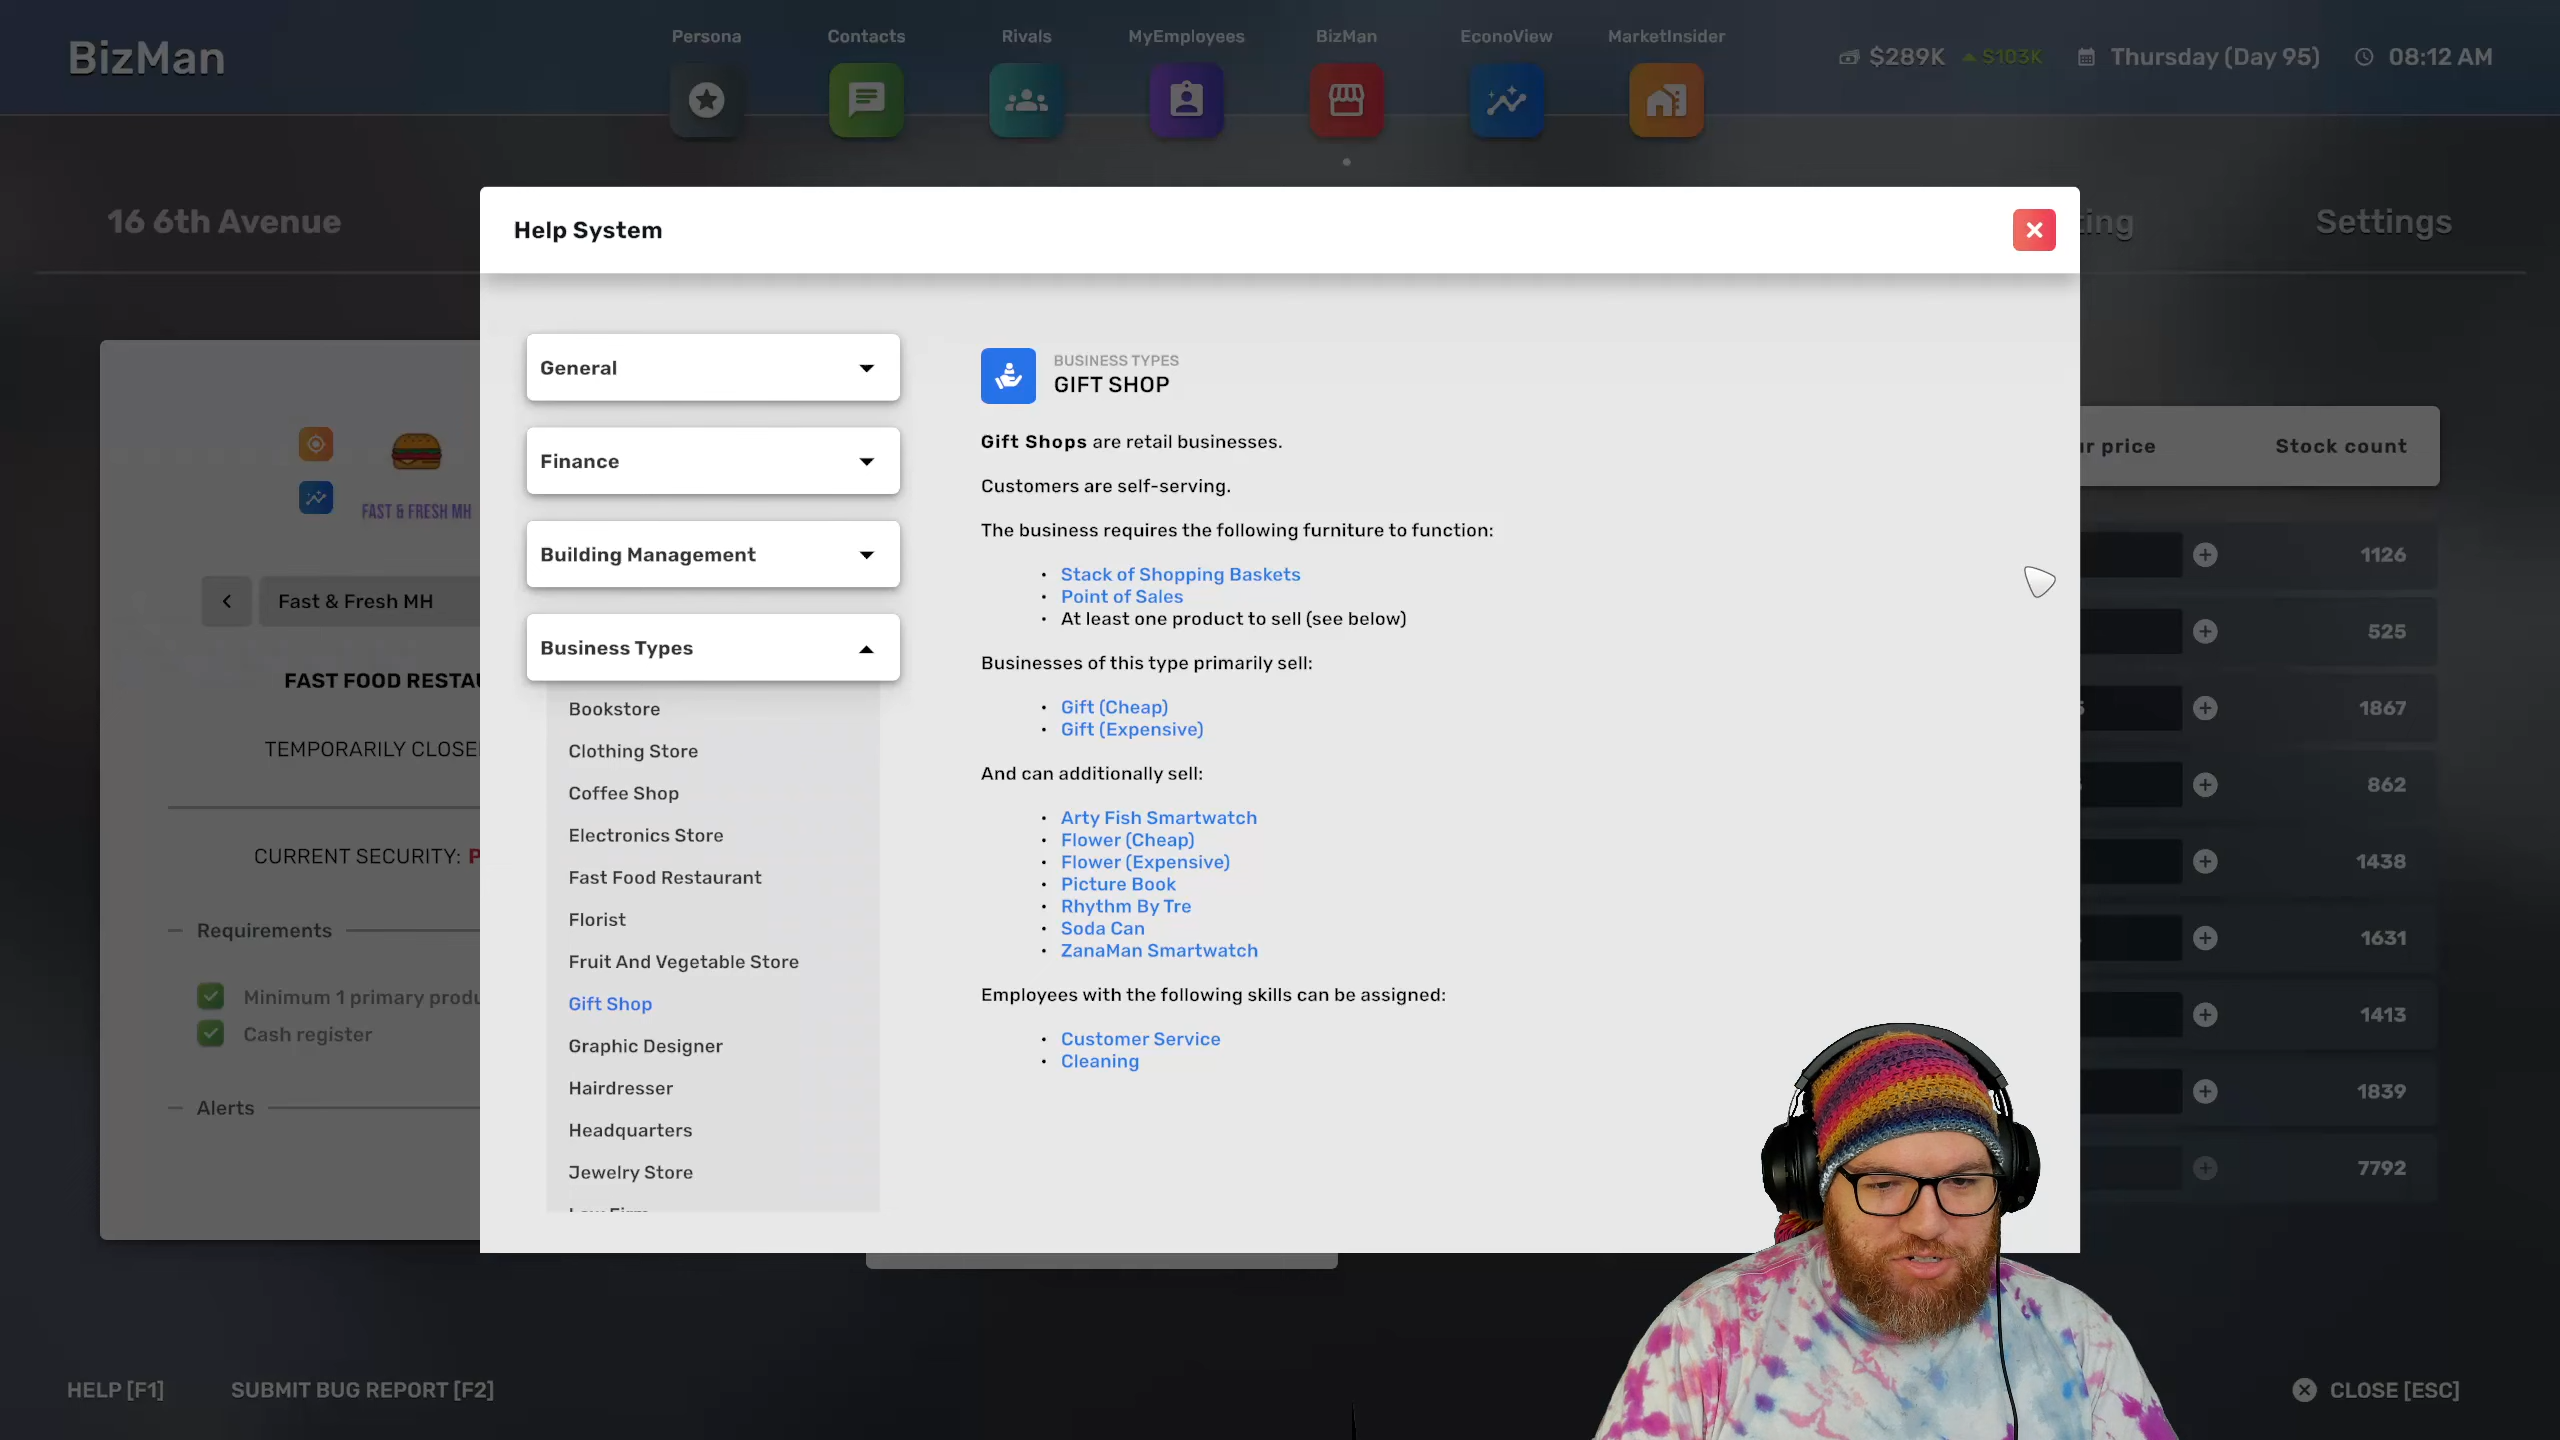 BizMan
Persona
Contacts
Rivals
MyEmployees
BizMan
EconoView
MarketInsider
$289K
$103K
Thursday (Day 95)
08:12 AM
16 6th Avenue
Settings
Help System
General
Finance
Building Management
Business Types
Bookstore
Clothing Store
Coffee Shop
Electronics Store
Fast Food Restaurant
Florist
Fruit And Vegetable Store
Gift Shop
Graphic Designer
Hairdresser
Headquarters
Jewelry Store
BUSINESS TYPES
GIFT SHOP
Gift Shops are retail businesses.
Customers are self-serving.
The business requires the following furniture to function:
• Stack of Shopping Baskets
• Point of Sales
• At least one product to sell (see below)
Businesses of this type primarily sell:
• Gift (Cheap)
• Gift (Expensive)
And can additionally sell:
• Arty Fish Smartwatch
• Flower (Cheap)
• Flower (Expensive)
• Picture Book
• Rhythm By Tre
• Soda Can
• ZanaMan Smartwatch
Employees with the following skills can be assigned:
• Customer Service
• Cleaning
FAST & FRESH MH
Fast & Fresh MH
FAST FOOD RESTAU
TEMPORARILY CLOSE
CURRENT SECURITY: P
Requirements
Minimum 1 primary produ
Cash register
Alerts
price
Stock count
1126
525
1867
862
1438
1631
1413
1839
7792
HELP [F1]
SUBMIT BUG REPORT [F2]
CLOSE [ESC]